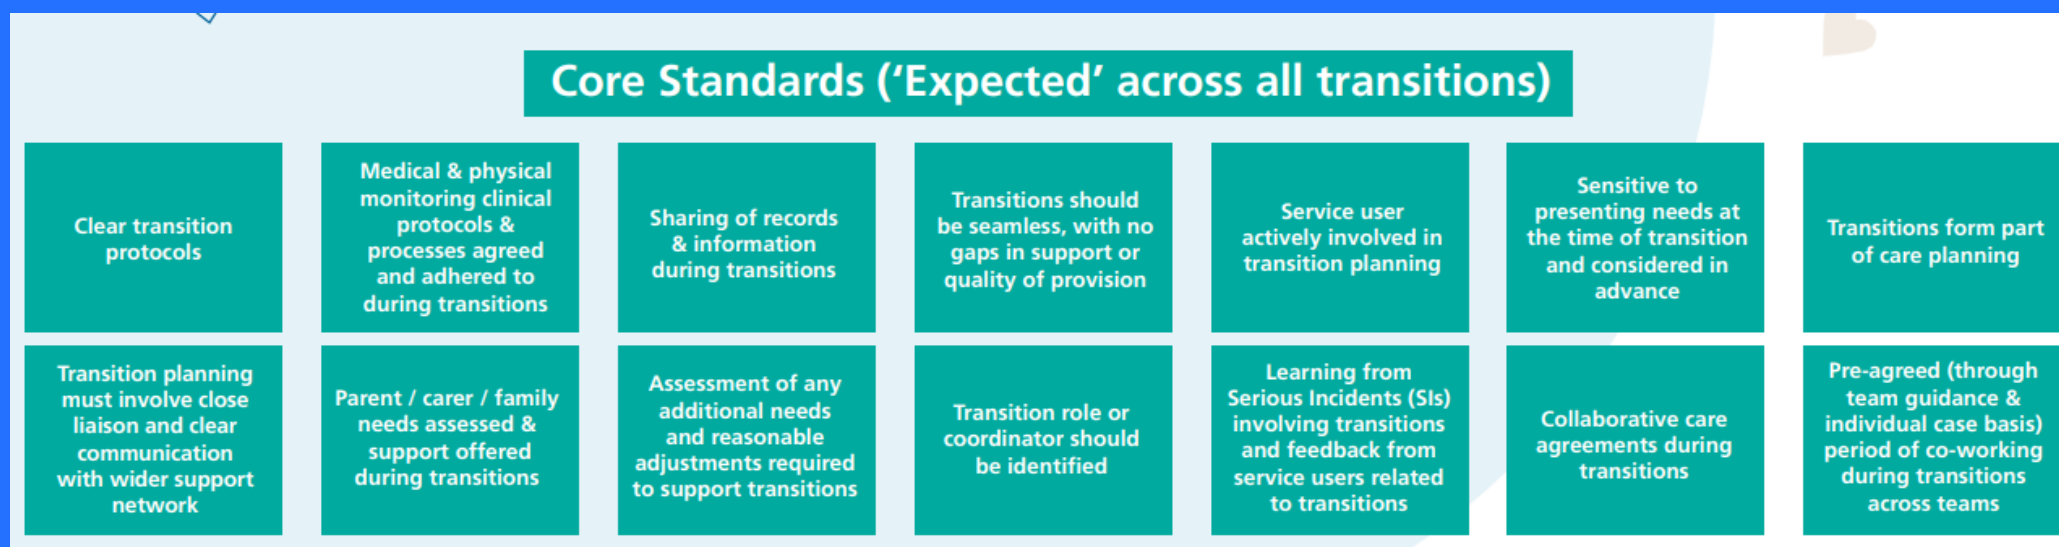 Core Standards (‘Expected’ across all transitions)
Clear transition
protocols
Medical & physical
monitoring clinical
protocols &
processes agreed
and adhered to
during transitions
Sharing of records
& information
during transitions
Transitions should
be seamless, with no
gaps in support or
quality of provision
Service user
actively involved in
transition planning
Sensitive to
presenting needs at
the time of transition
and considered in
advance
Transitions form part
of care planning
Transition planning
must involve close
liaison and clear
communication
with wider support
network
Parent / carer / family
needs assessed &
support offered
during transitions
Assessment of any
additional needs
and reasonable
adjustments required
to support transitions
Transition role or
coordinator should
be identified
Learning from
Serious Incidents (SIs)
involving transitions
and feedback from
service users related
to transitions
Collaborative care
agreements during
transitions
Pre-agreed (through
team guidance &
individual case basis)
period of co-working
during transitions
across teams